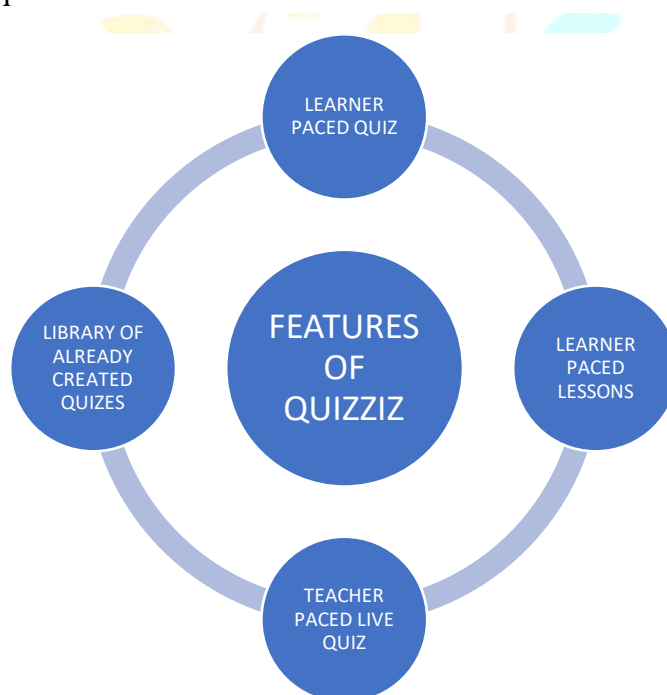 LEARNER
PACED QUIZ
FEATURES
OF
QUIZZIZ
LIBRARY OF
ALREADY
CREATED
QUIZES
LEARNER
PACED
LESSONS
TEACHER
PACED LIVE
QUIZ